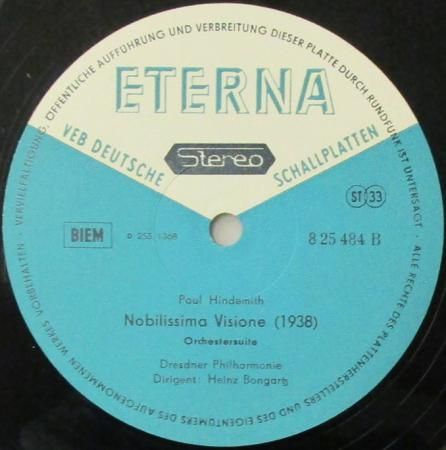 VERVIELFÄLTIGUNG, ÖFFENTLICHE AUFFÜHRUNG UND VERBREITUNG DIESER PLATTE DURCH RUNDFUNK IST UNTERSAGT - ALLE RECHTE DES PLATTENHERSTELLERS UND DES EIGENTÜMERS DES AUFGENOMMENEN WERKES VORBEHALTEN -
ETERNA
VEB DEUTSCHE SCHALLPLATTEN
Stereo
ST 33
BIEM
8 25 484 B
Paul Hindemith
Nobilissima Visione (1938)
Orchestersuite
Dresdner Philharmonie
Dirigent: Heinz Bongartz